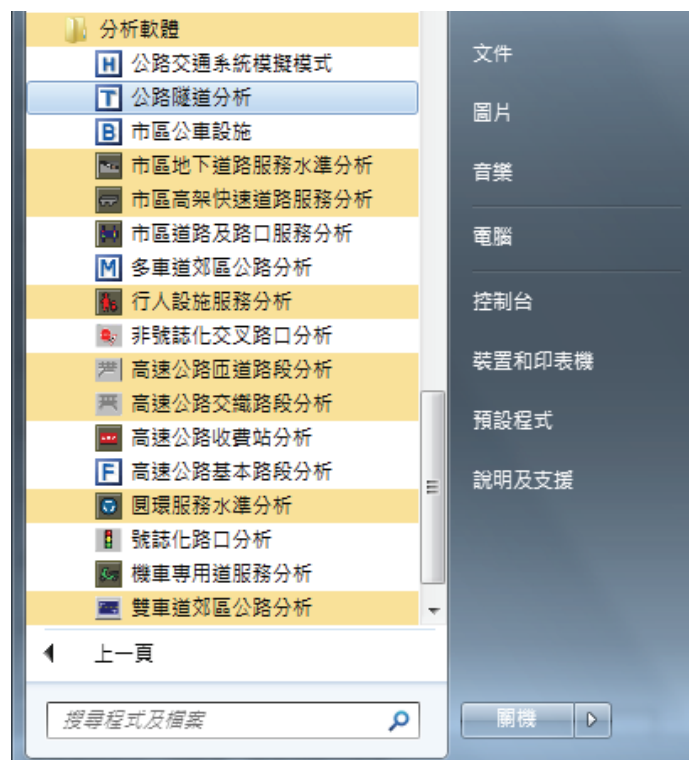 分析軟體
公路交通系統模擬模式
公路隧道分析
市區公車設施
市區地下道路服務水準分析
市區高架快速道路服務分析
市區道路及路口服務分析
多車道郊區公路分析
行人設施服務分析
非號誌化交叉路口分析
高速公路匝道路段分析
高速公路交織路段分析
高速公路收費站分析
高速公路基本路段分析
圓環服務水準分析
號誌化路口分析
機車專用道服務分析
雙車道郊區公路分析
上一頁
搜尋程式及檔案
文件
圖片
音樂
電腦
控制台
裝置和印表機
預設程式
說明及支援
關機